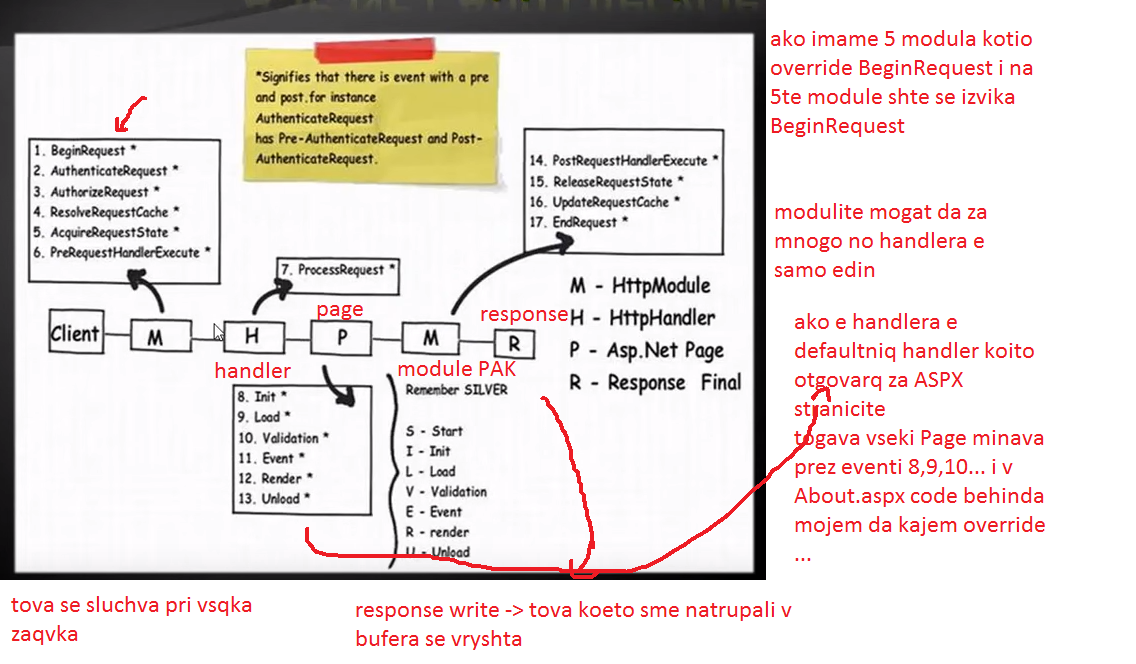 ako imame 5 modula kotio
override BeginRequest i na
5te module shte se izvika
BeginRequest
*Signifies that there is event with a pre
and post.for instance
AuthenticateRequest
has Pre-AuthenticateRequest and Post-
AuthenticateRequest.
1. BeginRequest *
2. AuthenticateRequest *
3. AuthorizeRequest *
4. ResolveRequestCache *
5. AcquireRequestState *
6. PreRequestHandlerExecute *
14. PostRequestHandlerExecute *
15. ReleaseRequestState *
16. UpdateRequestCache *
17. EndRequest *
modulite mogat da za
mnogo no handlera e
samo edin
7. ProcessRequest *
M - HttpModule
H - HttpHandler
P - Asp.Net Page
R - Response Final
page
response
Client
M
H
P
M
R
handler
module PAK
ako e handlera e
defaultniq handler koito
otgovarq za ASPX
stranicite
togava vseki Page minava
prez eventi 8,9,10... i v
About.aspx code behinda
mojem da kajem override
...
8. Init *
9. Load *
10. Validation *
11. Event *
12. Render *
13. Unload *
Remember SILVER
S - Start
I - Init
L - Load
V - Validation
E - Event
R - render
U - Unload
tova se sluchva pri vsqka
zaqvka
response write -> tova koeto sme natrupali v
bufera se vryshta